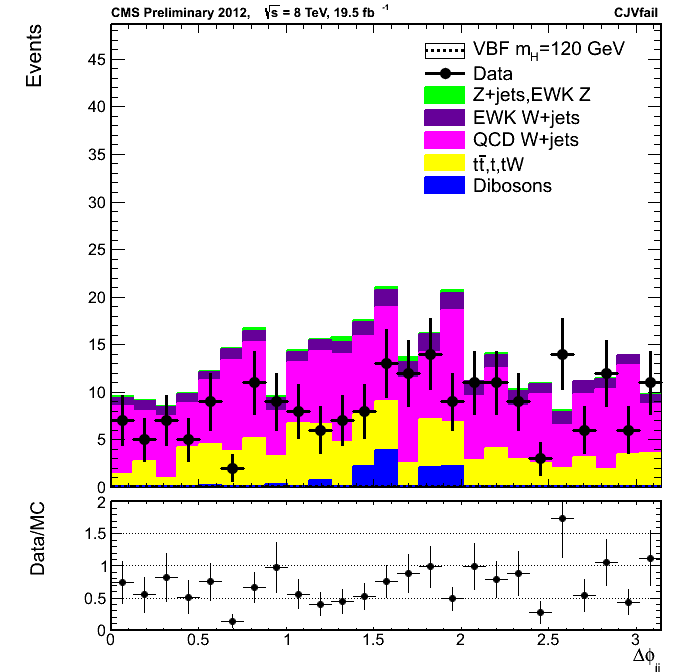 CMS Preliminary 2012, √s = 8 TeV, 19.5 fb⁻¹ CJVfail
Events
45
40
35
30
25
20
15
10
5
0
VBF m_H=120 GeV
Data
Z+jets,EWK Z
EWK W+jets
QCD W+jets
tt̄,t,tW
Dibosons
Data/MC
2
1.5
1
0.5
0
0 0.5 1 1.5 2 2.5 3
Δϕ_jj